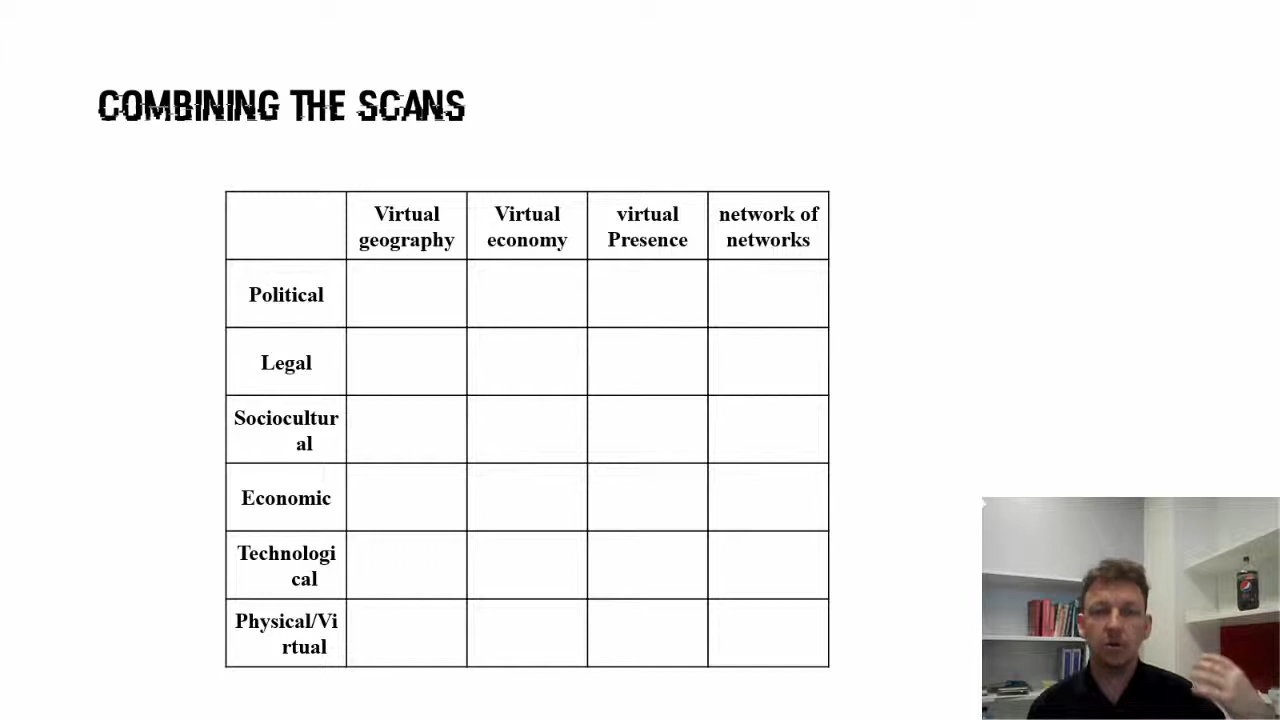 COMBINING THE SCANS
Virtual
geography
Virtual
economy
virtual
Presence
network of
networks
Political
Legal
Sociocultur
al
Economic
Technologi
cal
Physical/Vi
rtual